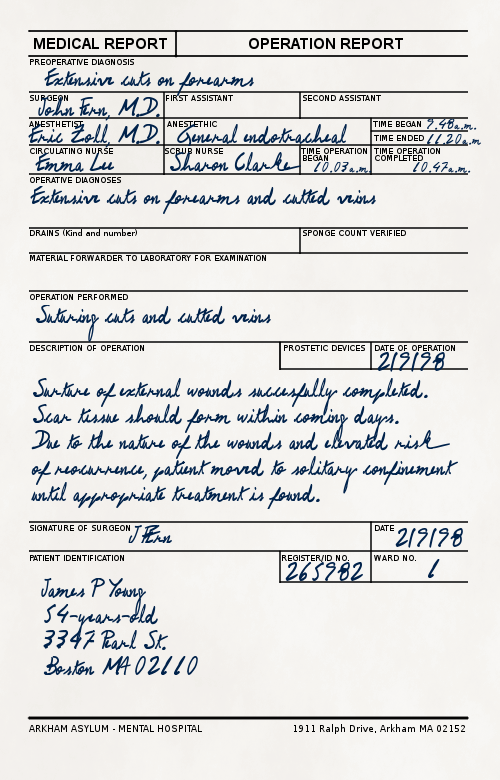 MEDICAL REPORT OPERATION REPORT
PREOPERATIVE DIAGNOSIS
Extensive cuts on forearms
SURGEON FIRST ASSISTANT SECOND ASSISTANT
John Fern, M.D.
ANESTHETIST ANESTHETIC TIME BEGAN 9.48a.m.
Eric Zoll, M.D. General endotracheal TIME ENDED 11.20a.m.
CIRCULATING NURSE SCRUB NURSE TIME OPERATION BEGAN TIME OPERATION COMPLETED
Emma Lee Sharon Clarke 10.03a.m. 10.47a.m.
OPERATIVE DIAGNOSES
Extensive cuts on forearms and cutted veins
DRAINS (Kind and number) SPONGE COUNT VERIFIED
MATERIAL FORWARDER TO LABORATORY FOR EXAMINATION
OPERATION PERFORMED
Suturing cuts and cutted veins
DESCRIPTION OF OPERATION PROSTETIC DEVICES DATE OF OPERATION
2/9/98
Surture of external wounds succesfully completed.
Scar tissue should form within coming days.
Due to the nature of the wounds and elevated risk
of reocurrence, patient moved to solitary confinement
until appropriate treatment is found.
SIGNATURE OF SURGEON J Fern DATE 2/9/98
PATIENT IDENTIFICATION REGISTER/ID NO. WARD NO.
265982 1
James P Young
54-years-old
3347 Pearl St.
Boston MA 02110
ARKHAM ASYLUM - MENTAL HOSPITAL 1911 Ralph Drive, Arkham MA 02152